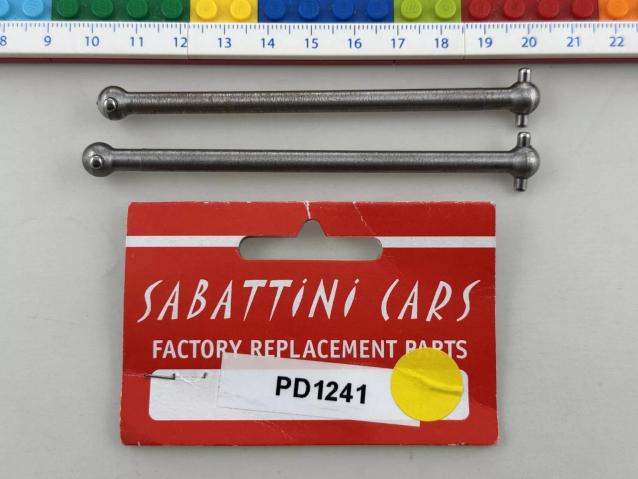 8 9 10 11 12 13 14 15 16 17 18 19 20 21 22
SABATTiNi CARS
FACTORY REPLACEMENT PARTS
PD1241